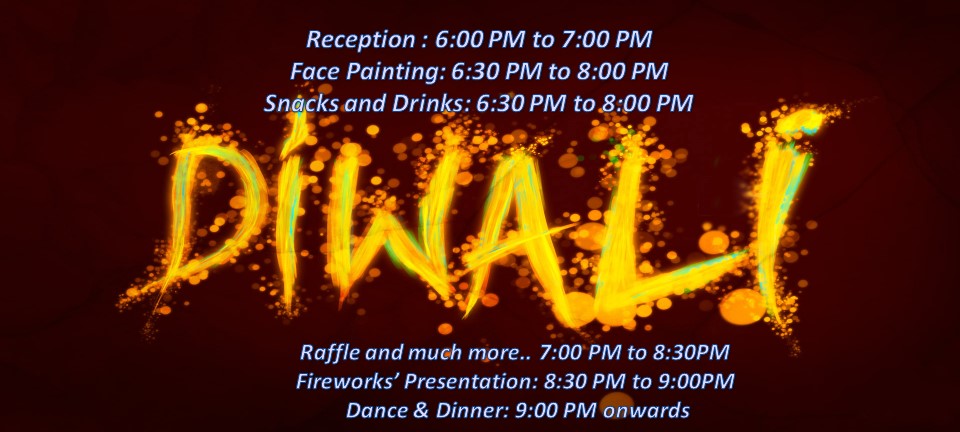 Reception : 6:00 PM to 7:00 PM
Face Painting: 6:30 PM to 8:00 PM
Snacks and Drinks: 6:30 PM to 8:00 PM
DIWALI
Raffle and much more.. 7:00 PM to 8:30PM
Fireworks’ Presentation: 8:30 PM to 9:00PM
Dance & Dinner: 9:00 PM onwards